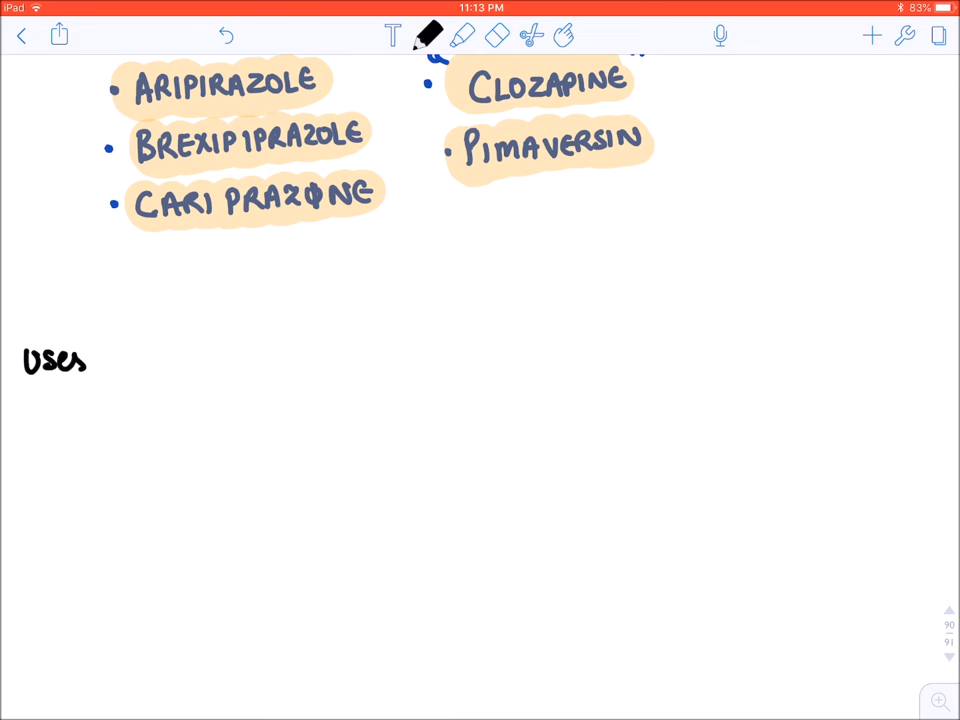 iPad 11:13 PM 83%
T
• ARIPIRAZOLE
• BREXIPIPRAZOLE
• CARIPRAZONE
• CLOZAPINE
• PIMAVERSIN
Uses
90
91